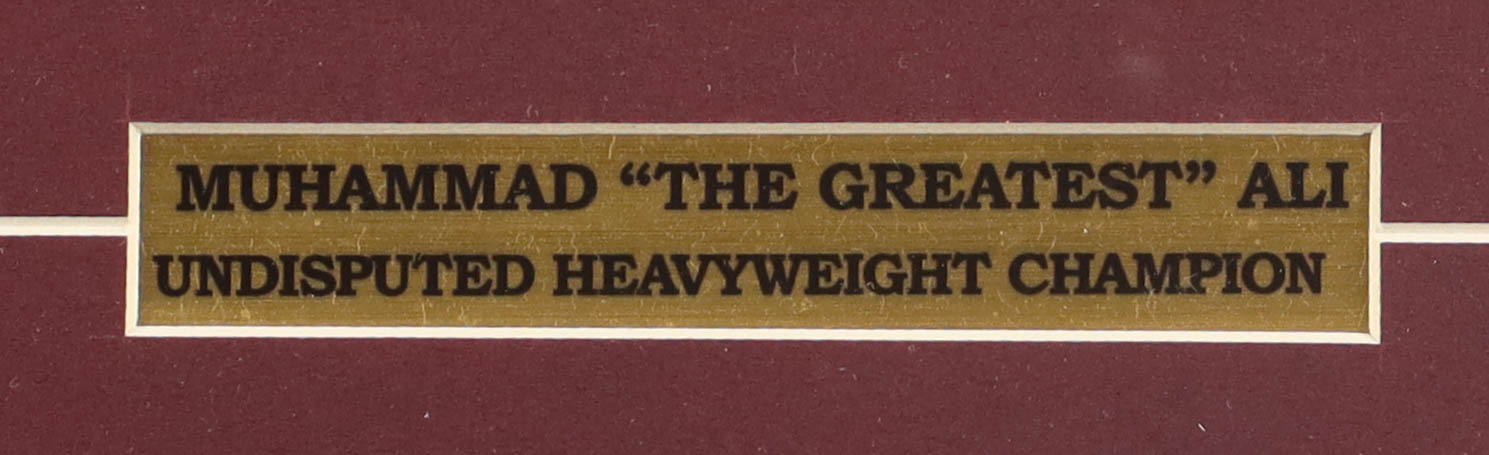 MUHAMMAD “THE GREATEST” ALI
UNDISPUTED HEAVYWEIGHT CHAMPION